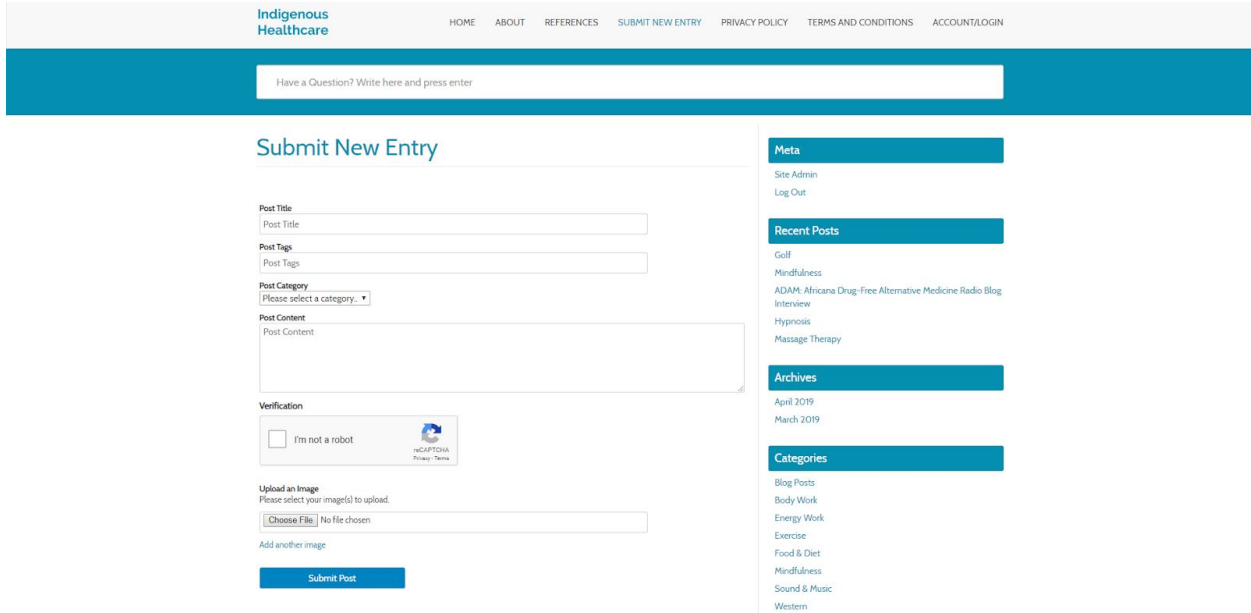 Indigenous
Healthcare
HOME ABOUT REFERENCES SUBMIT NEW ENTRY PRIVACY POLICY TERMS AND CONDITIONS ACCOUNT/LOGIN
Have a Question? Write here and press enter
Submit New Entry
Post Title
Post Title
Post Tags
Post Tags
Post Category
Please select a category..
Post Content
Post Content
Verification
I'm not a robot
reCAPTCHA
Privacy - Terms
Upload an Image
Please select your image(s) to upload.
Choose File No file chosen
Add another image
Submit Post
Meta
Site Admin
Log Out
Recent Posts
Golf
Mindfulness
ADAM: Africana Drug-Free Alternative Medicine Radio Blog
Interview
Hypnosis
Massage Therapy
Archives
April 2019
March 2019
Categories
Blog Posts
Body Work
Energy Work
Exercise
Food & Diet
Mindfulness
Sound & Music
Western